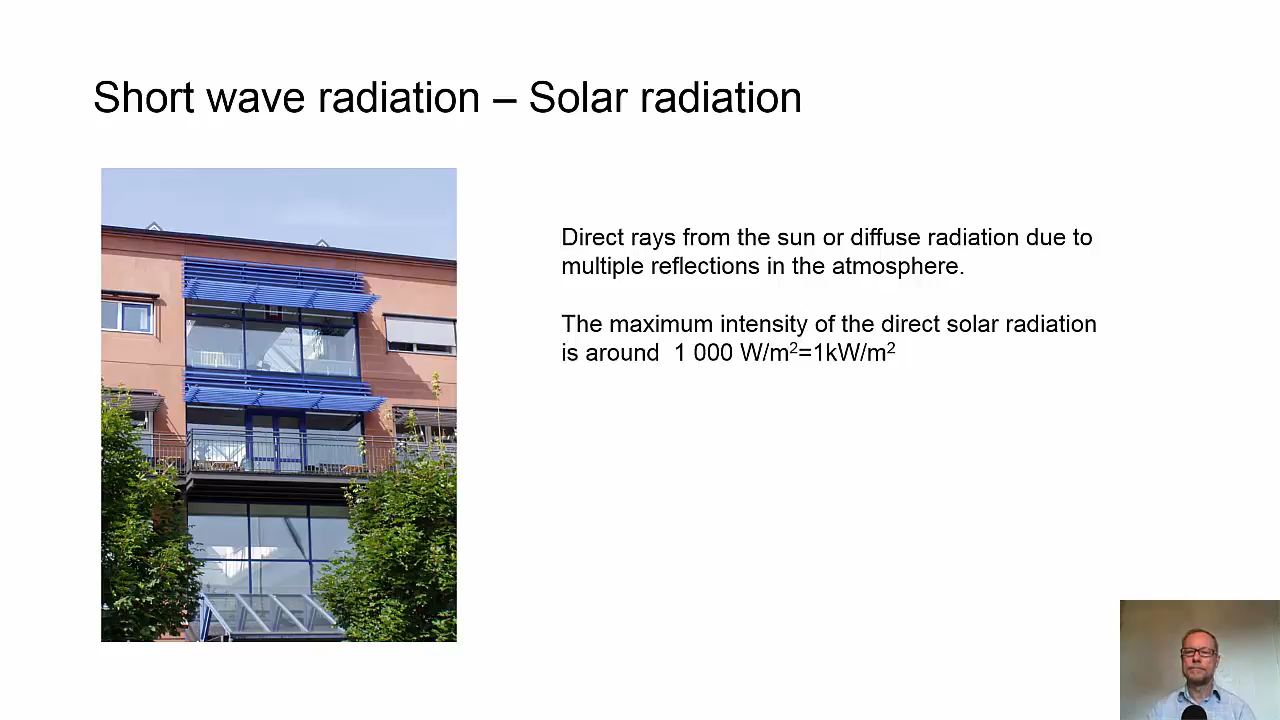 Short wave radiation – Solar radiation
Direct rays from the sun or diffuse radiation due to
multiple reflections in the atmosphere.
The maximum intensity of the direct solar radiation
is around  1 000 W/m²=1kW/m²